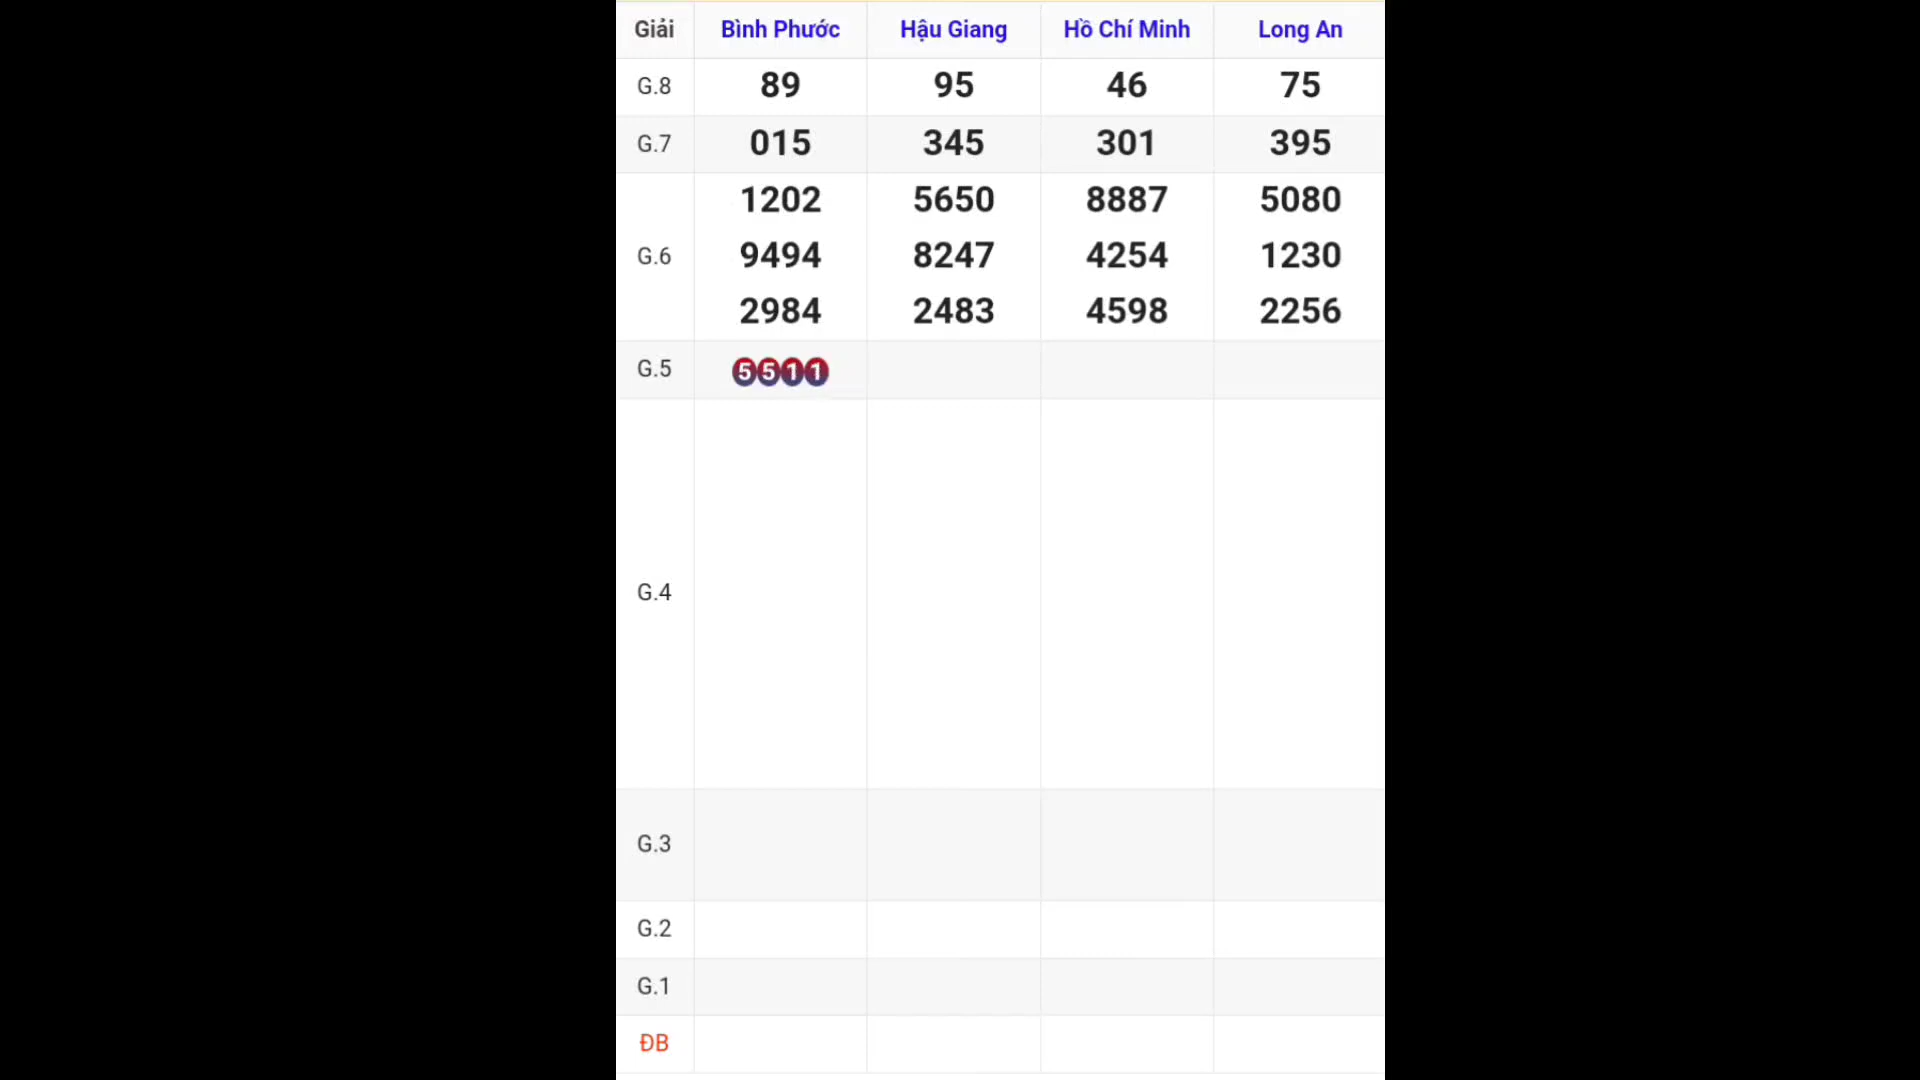 Giải Bình Phước Hậu Giang Hồ Chí Minh Long An
G.8 89 95 46 75
G.7 015 345 301 395
1202 5650 8887 5080
G.6 9494 8247 4254 1230
2984 2483 4598 2256
G.5 5511
G.4
G.3
G.2
G.1
ĐB